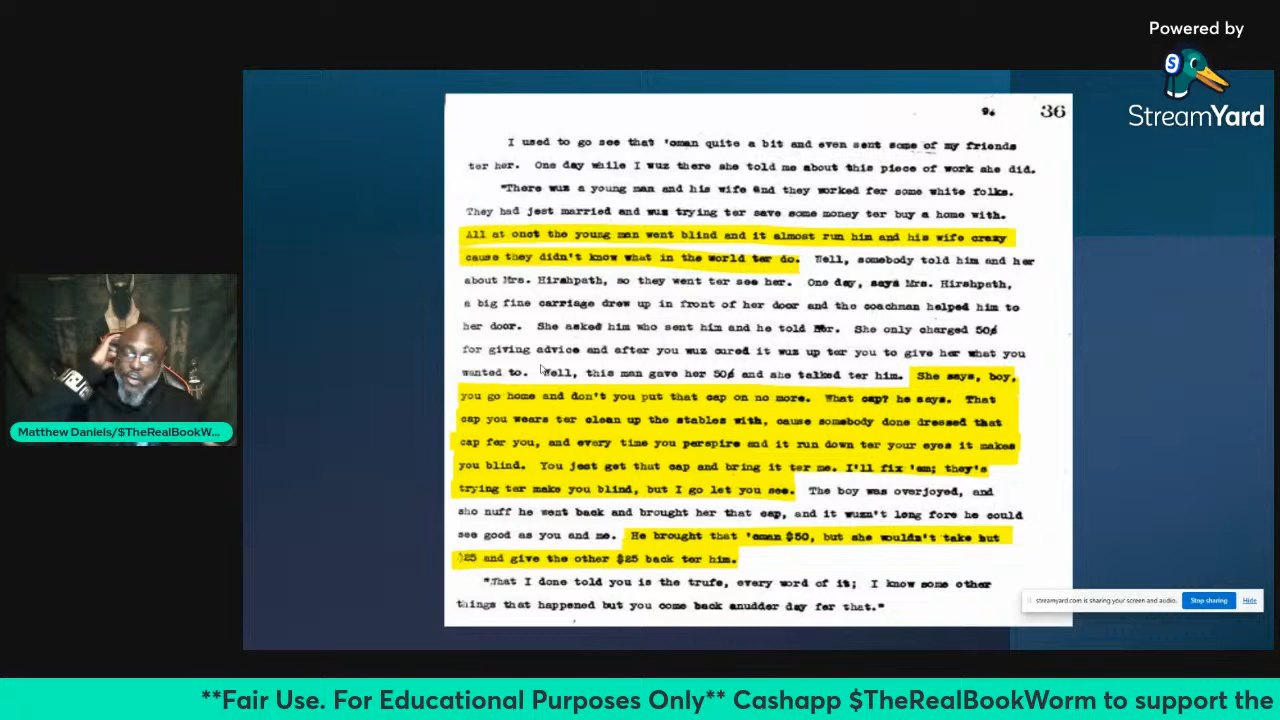 Powered by
StreamYard
96 36
I used to go see that 'oman quite a bit and even sent some of my friends
ter her. One day while I wuz there she told me about this piece of work she did.
"There wuz a young man and his wife and they worked fer some white folks.
They had jest married and wuz trying ter save some money ter buy a home with.
All at onct the young man went blind and it almost run him and his wife crazy
cause they didn't know what in the world ter do. Well, somebody told him and her
about Mrs. Hirshpath, so they went ter see her. One day, says Mrs. Hirshpath,
a big fine carriage drew up in front of her door and the coachman helped him to
her door. She asked him who sent him and he told her. She only charged 50¢
for giving advice and after you wuz cured it wuz up ter you to give her what you
wanted to. Well, this man gave her 50¢ and she talked ter him. She says, boy,
you go home and don't you put that cap on no more. What cap? he says. That
cap you wears ter clean up the stables with, cause somebody done dressed that
cap fer you, and every time you perspire and it run down ter your eyes it makes
you blind. You jest get that cap and bring it ter me. I'll fix 'em; they's
trying ter make you blind, but I go let you see. The boy was overjoyed, and
sho nuff he went back and brought her that cap, and it wuzn't long fore he could
see good as you and me. He brought that 'oman $50, but she wouldn't take but
$25 and give the other $25 back ter him.
"That I done told you is the trufe, every word of it; I know some other
things that happened but you come back anudder day fer that."
Matthew Daniels/$TheRealBookW...
streamyard.com is sharing your screen and audio. Stop sharing Hide
**Fair Use. For Educational Purposes Only** Cashapp $TheRealBookWorm to support the